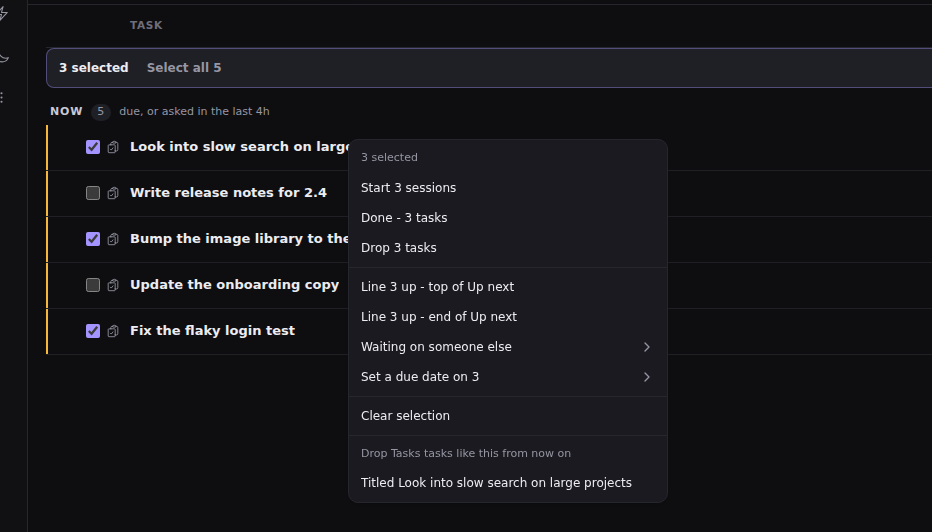 TASK
3 selected Select all 5
NOW 5 due, or asked in the last 4h
Look into slow search on large
Write release notes for 2.4
Bump the image library to the
Update the onboarding copy
Fix the flaky login test
3 selected
Start 3 sessions
Done - 3 tasks
Drop 3 tasks
Line 3 up - top of Up next
Line 3 up - end of Up next
Waiting on someone else
Set a due date on 3
Clear selection
Drop Tasks tasks like this from now on
Titled Look into slow search on large projects